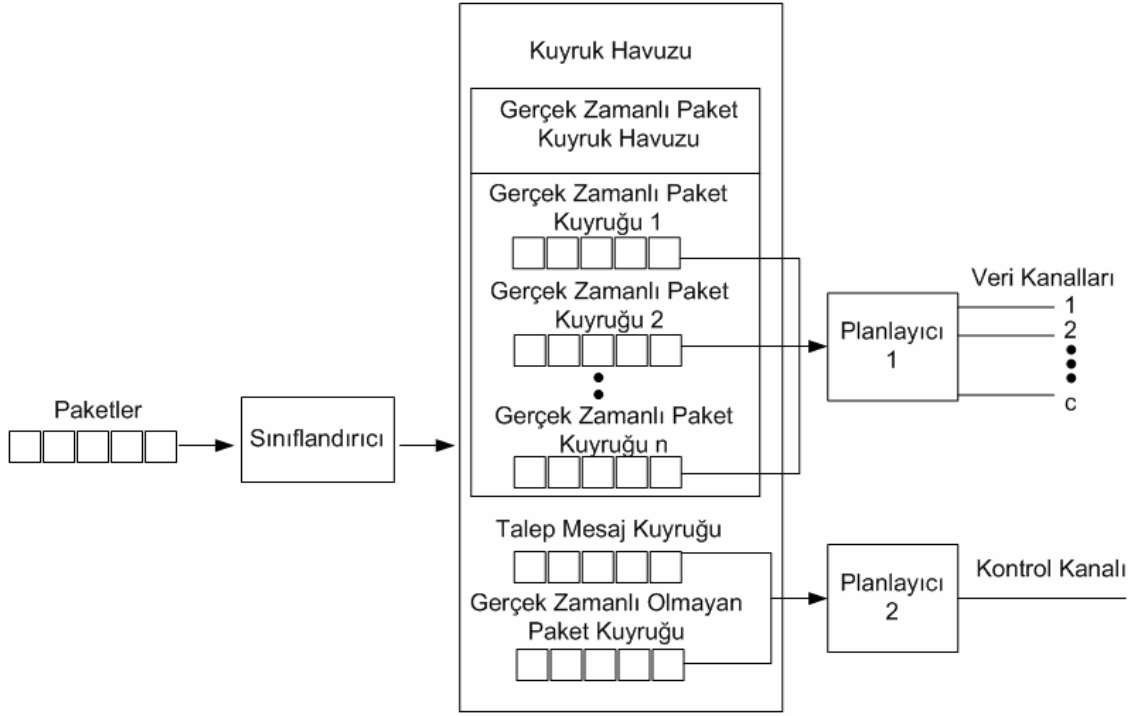 Kuyruk Havuzu
Gerçek Zamanlı Paket
Kuyruk Havuzu
Gerçek Zamanlı Paket
Kuyruğu 1
Gerçek Zamanlı Paket
Kuyruğu 2
Gerçek Zamanlı Paket
Kuyruğu n
Talep Mesaj Kuyruğu
Gerçek Zamanlı Olmayan
Paket Kuyruğu
Paketler
Sınıflandırıcı
Planlayıcı
1
Veri Kanalları
1
2
c
Planlayıcı
2
Kontrol Kanalı